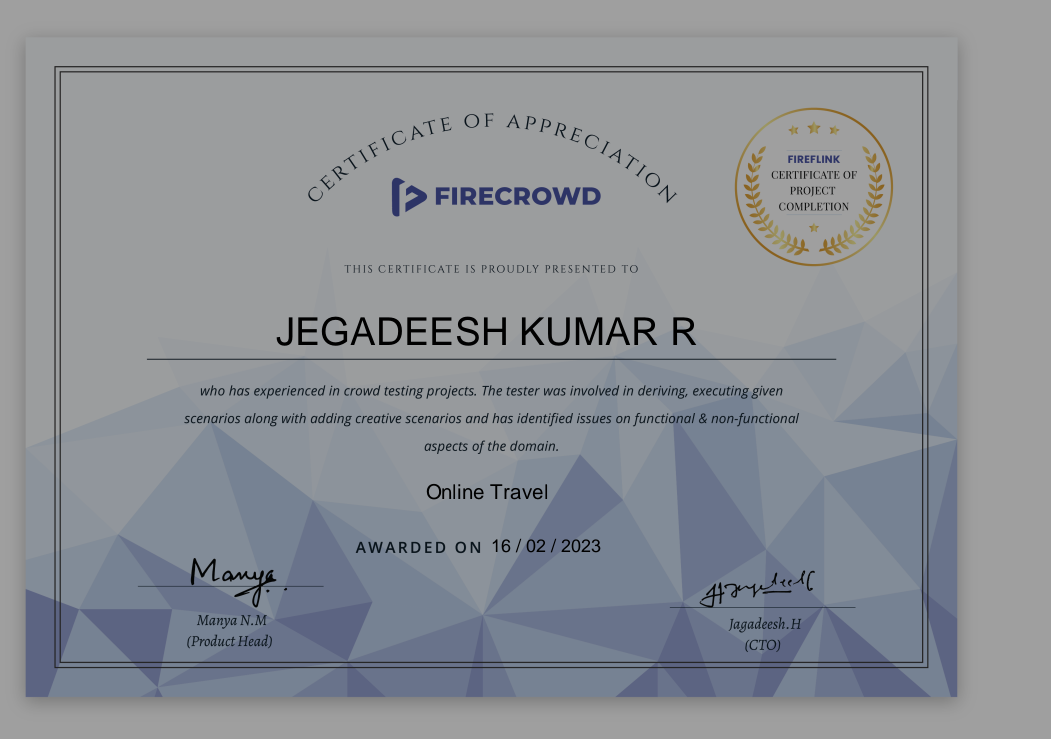 CERTIFICATE OF APPRECIATION
FIRECROWD
FIREFLINK
CERTIFICATE OF
PROJECT
COMPLETION
THIS CERTIFICATE IS PROUDLY PRESENTED TO
JEGADEESH KUMAR R
who has experienced in crowd testing projects. The tester was involved in deriving, executing given
scenarios along with adding creative scenarios and has identified issues on functional & non-functional
aspects of the domain.
Online Travel
AWARDED ON 16 / 02 / 2023
Manya
Manya N.M
(Product Head)
Jagadeesh.H
(CTO)